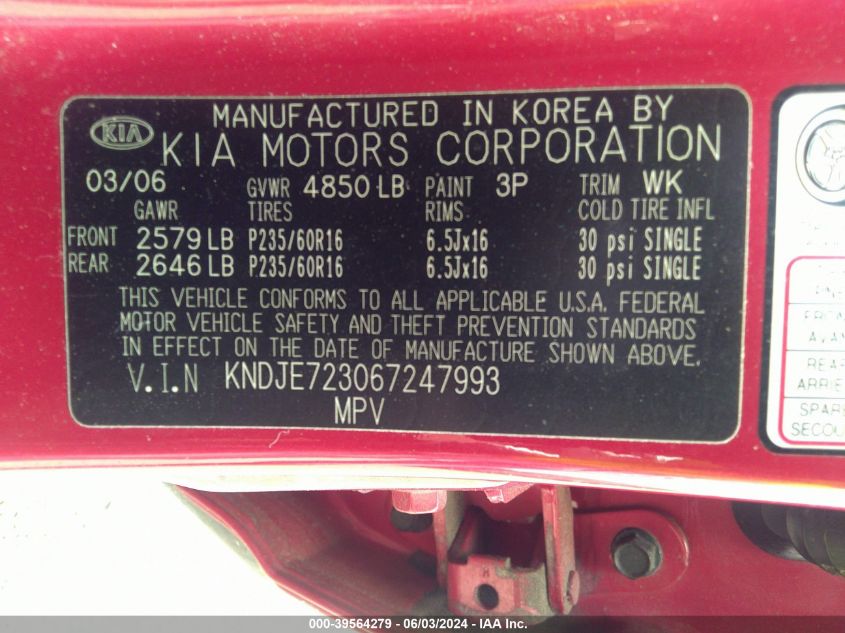 MANUFACTURED IN KOREA BY
KIA KIA MOTORS CORPORATION
03/06 GVWR 4850 LB PAINT 3P TRIM WK
GAWR TIRES RIMS COLD TIRE INFL
FRONT 2579 LB P235/60R16 6.5Jx16 30 psi SINGLE
REAR 2646 LB P235/60R16 6.5Jx16 30 psi SINGLE
THIS VEHICLE CONFORMS TO ALL APPLICABLE U.S.A. FEDERAL
MOTOR VEHICLE SAFETY AND THEFT PREVENTION STANDARDS
IN EFFECT ON THE DATE OF MANUFACTURE SHOWN ABOVE.
V.I.N KNDJE723067247993
MPV
000-39564279 - 06/03/2024 - IAA Inc.